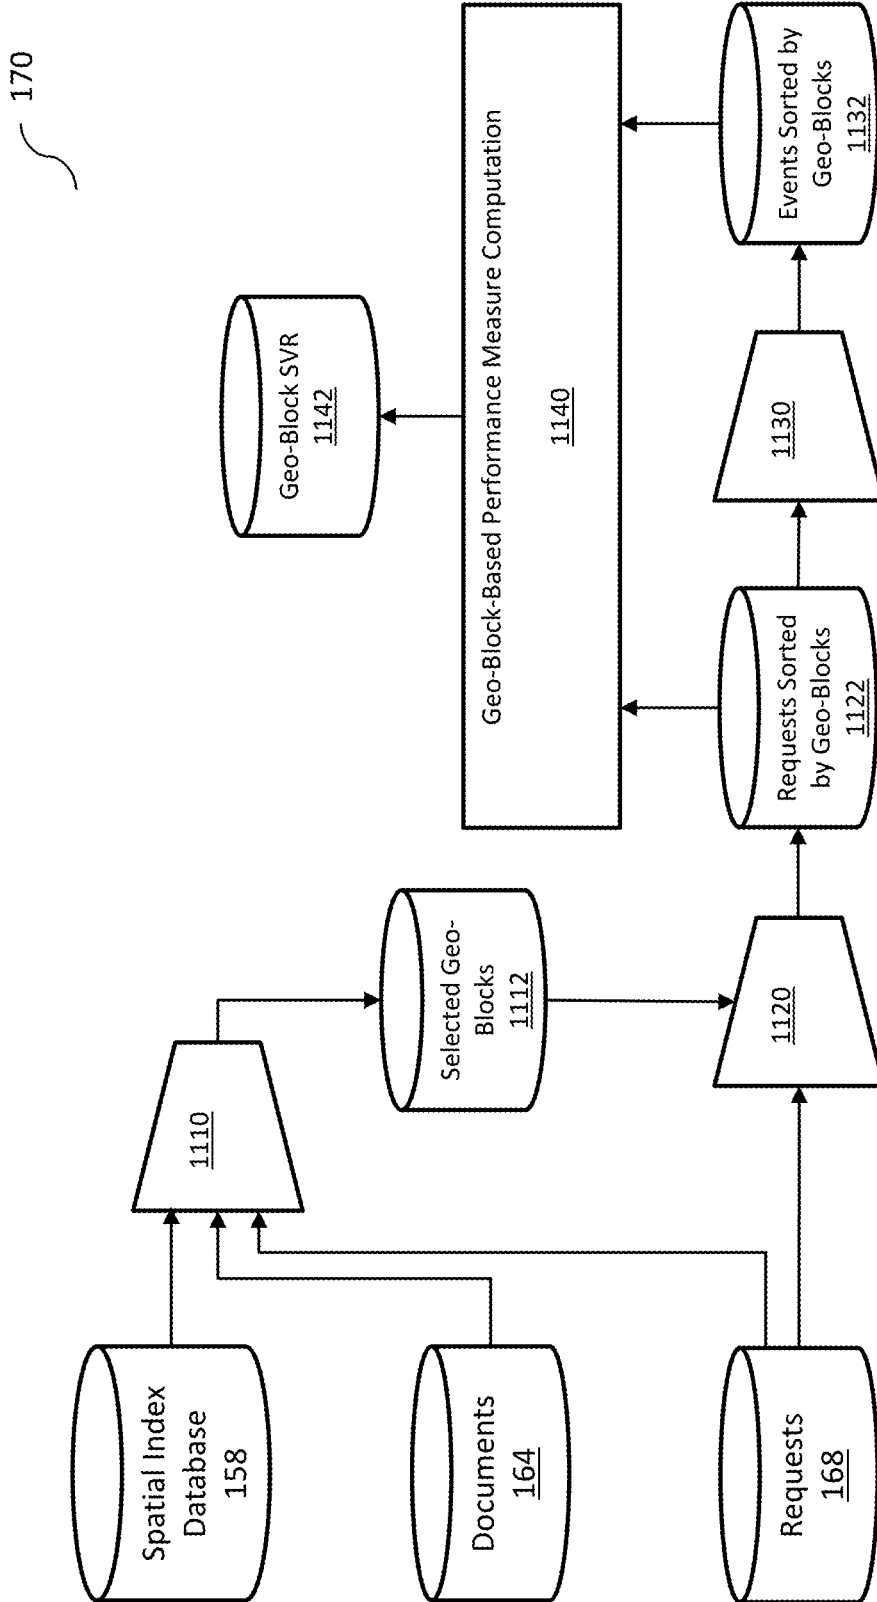 170
Spatial Index
Database
158
Documents
164
Requests
168
1110
Selected Geo-
Blocks
1112
1120
Requests Sorted
by Geo-Blocks
1122
1130
Events Sorted by
Geo-Blocks
1132
Geo-Block-Based Performance Measure Computation
1140
Geo-Block SVR
1142